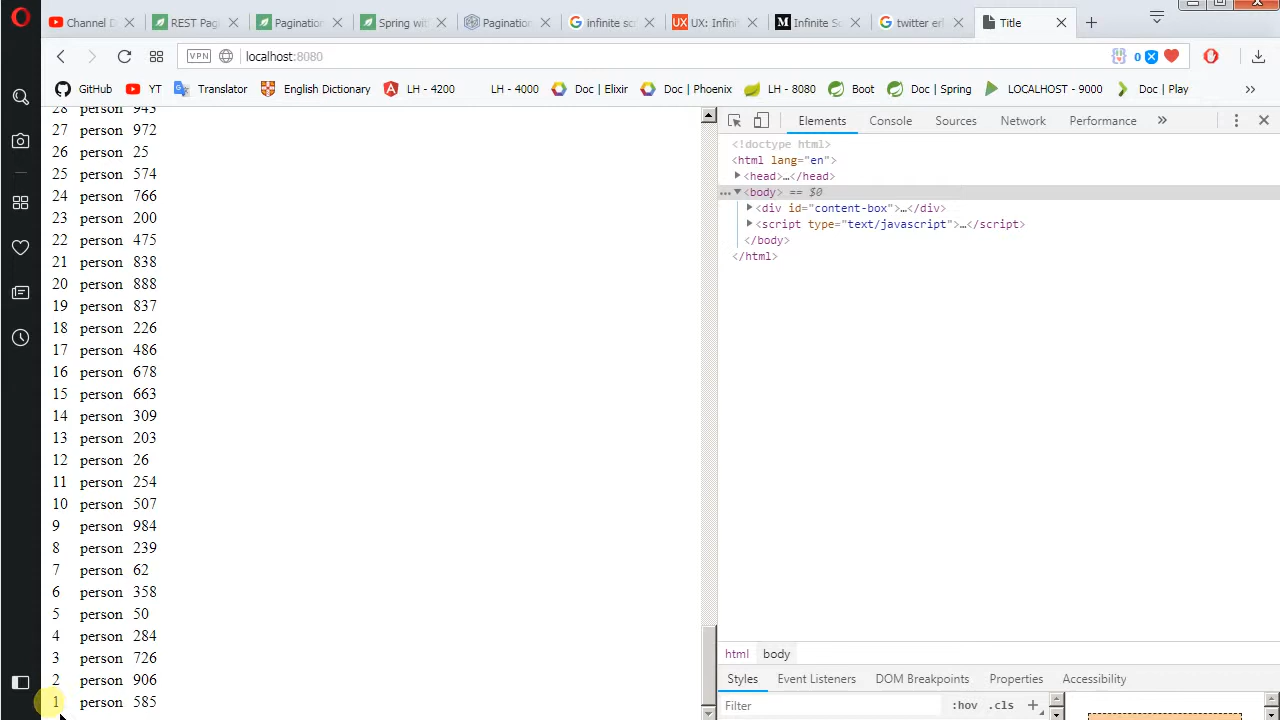 Channel D
REST Pag
Pagination
Spring wit
Pagination
infinite scr
UX: Infini
Infinite Sc
twitter erl
Title
VPN
localhost:8080
0
GitHub
YT
Translator
English Dictionary
LH - 4200
LH - 4000
Doc | Elixir
Doc | Phoenix
LH - 8080
Boot
Doc | Spring
LOCALHOST - 9000
Doc | Play
»
28 person 945
27 person 972
26 person 25
25 person 574
24 person 766
23 person 200
22 person 475
21 person 838
20 person 888
19 person 837
18 person 226
17 person 486
16 person 678
15 person 663
14 person 309
13 person 203
12 person 26
11 person 254
10 person 507
9 person 984
8 person 239
7 person 62
6 person 358
5 person 50
4 person 284
3 person 726
2 person 906
1 person 585
Elements Console Sources Network Performance »
<!doctype html>
<html lang="en">
<head>…</head>
… <body> == $0
<div id="content-box">…</div>
<script type="text/javascript">…</script>
</body>
</html>
html body
Styles Event Listeners DOM Breakpoints Properties Accessibility
Filter :hov .cls +